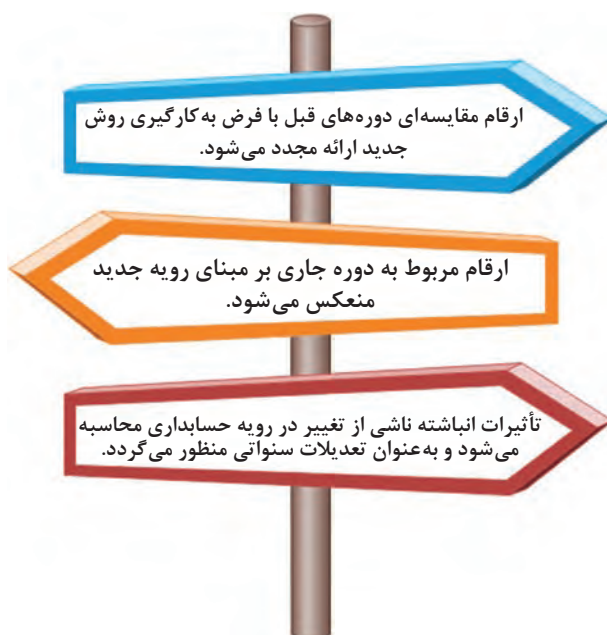 ارقام مقایسه‌ای دوره‌های قبل با فرض به‌کارگیری روش
جدید ارائه مجدد می‌شود.
ارقام مربوط به دوره جاری بر مبنای رویه جدید
منعکس می‌شود.
تأثیرات انباشته ناشی از تغییر در رویه حسابداری محاسبه
می‌شود و به‌عنوان تعدیلات سنواتی منظور می‌گردد.